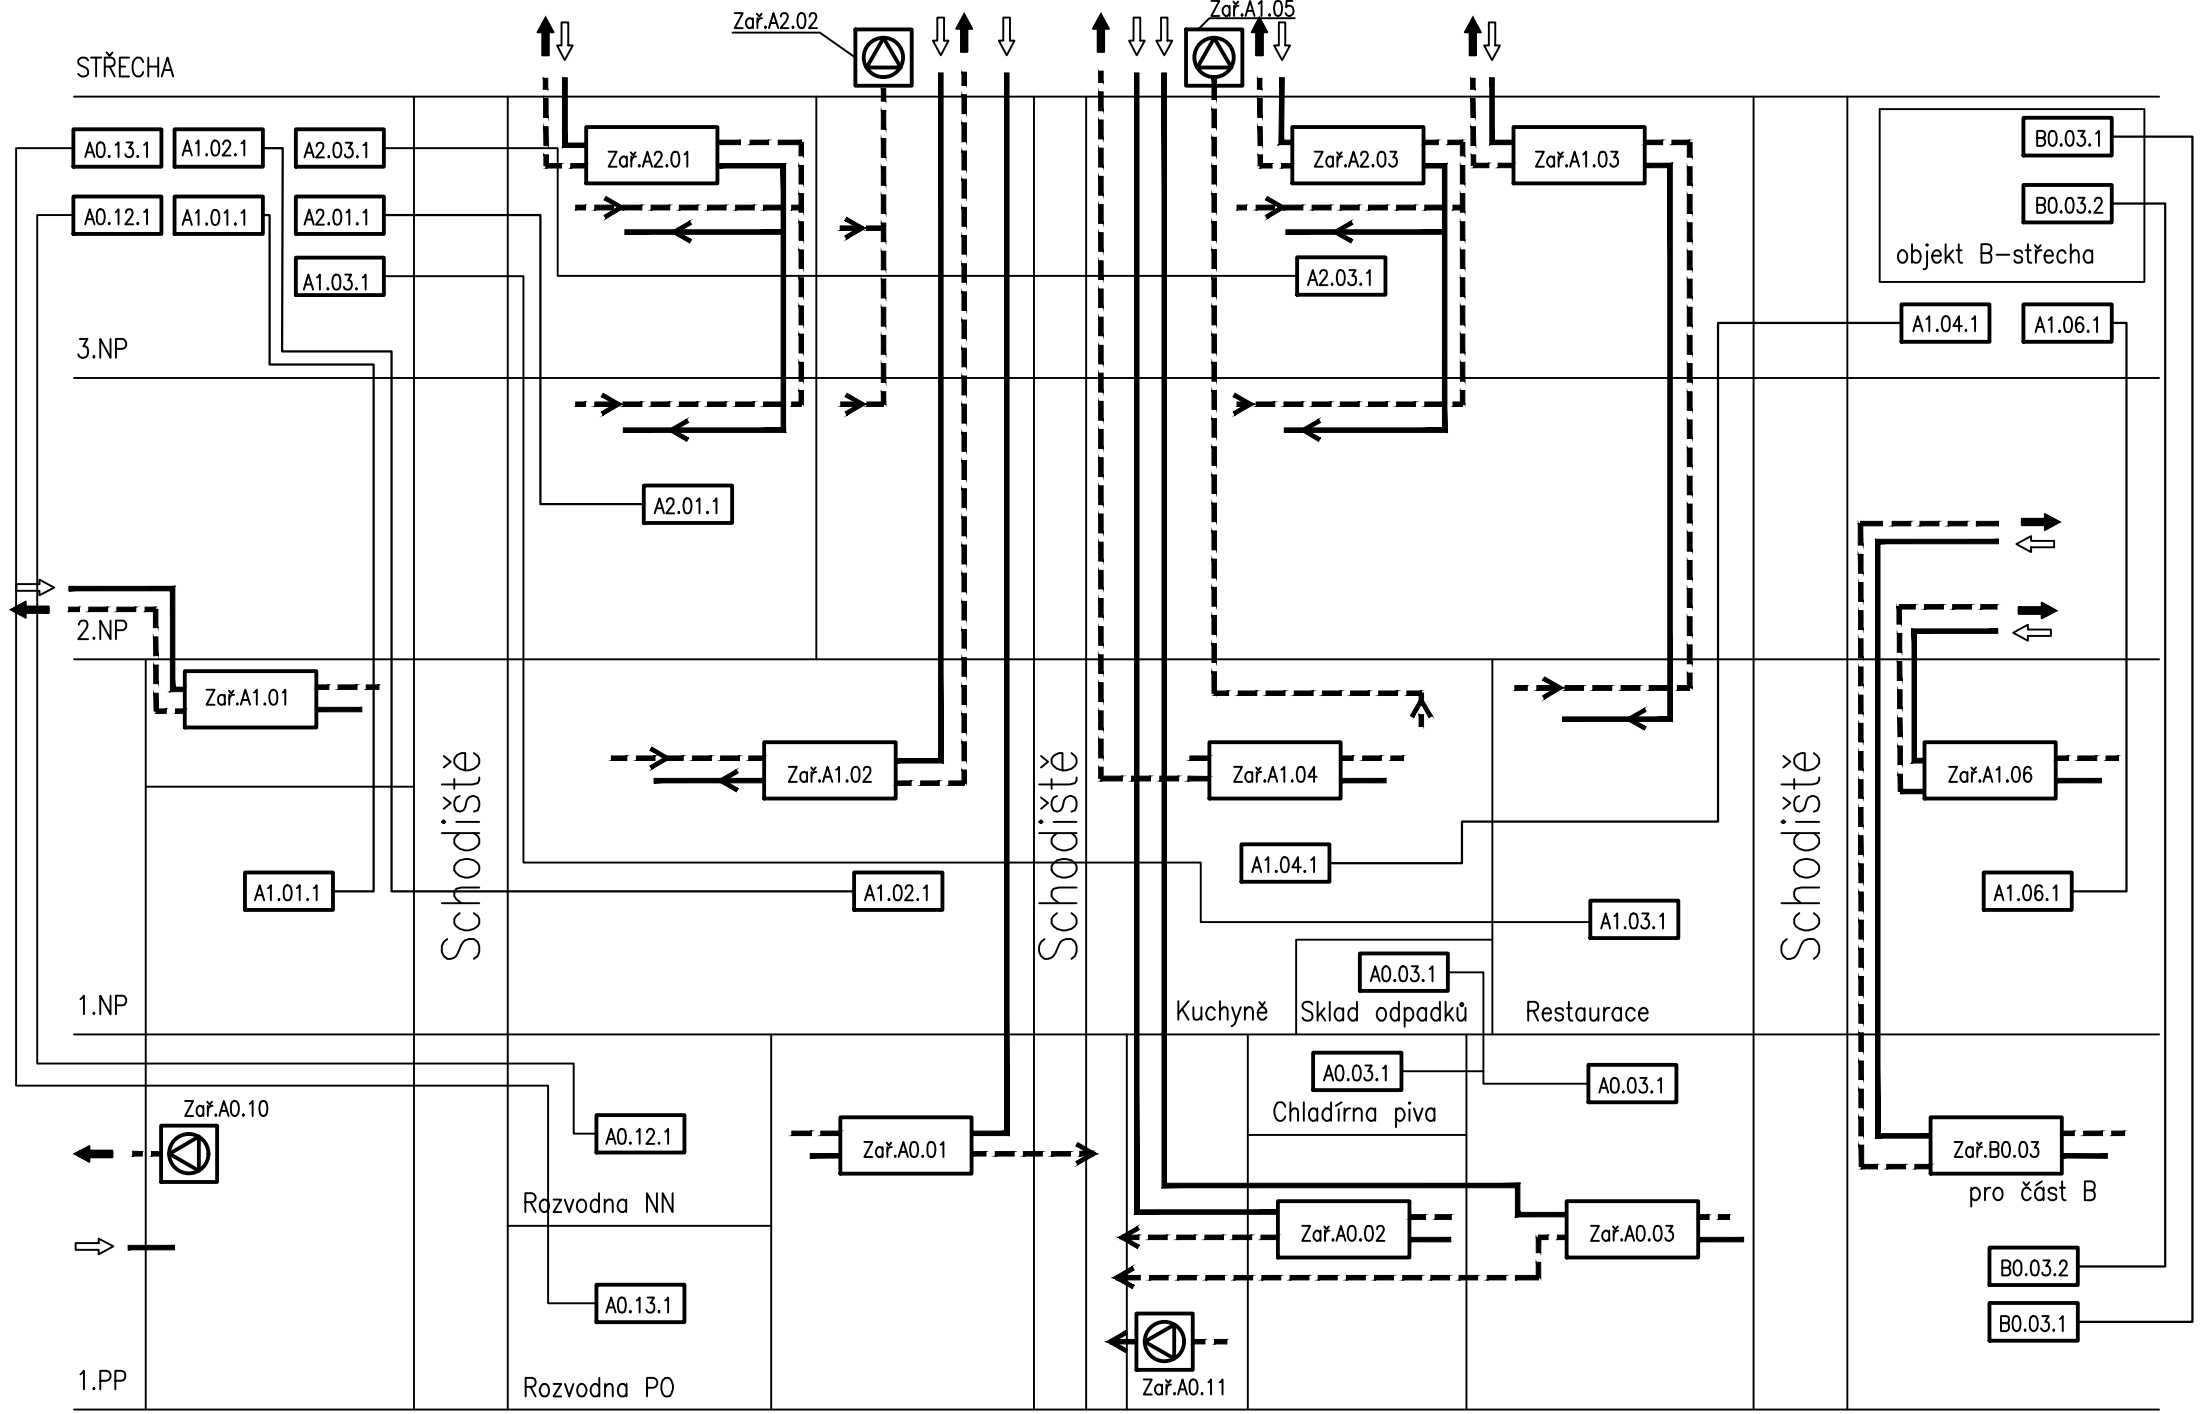 Zař.A2.02
Zař.A1.05
STŘECHA
A0.13.1
A1.02.1
A2.03.1
Zař.A2.01
Zař.A2.03
Zař.A1.03
B0.03.1
A0.12.1
A1.01.1
A2.01.1
B0.03.2
objekt B-střecha
A1.03.1
A2.03.1
A1.04.1
A1.06.1
3.NP
A2.01.1
2.NP
Zař.A1.01
Zař.A1.02
Zař.A1.04
Zař.A1.06
Schodiště
Schodiště
Schodiště
A1.04.1
A1.01.1
A1.02.1
A1.06.1
A1.03.1
A0.03.1
1.NP
Kuchyně
Sklad odpadků
Restaurace
A0.03.1
A0.03.1
Zař.A0.10
Chladírna piva
A0.12.1
Zař.A0.01
Zař.B0.03
pro část B
Rozvodna NN
Zař.A0.02
Zař.A0.03
B0.03.2
A0.13.1
B0.03.1
1.PP
Rozvodna PO
Zař.A0.11